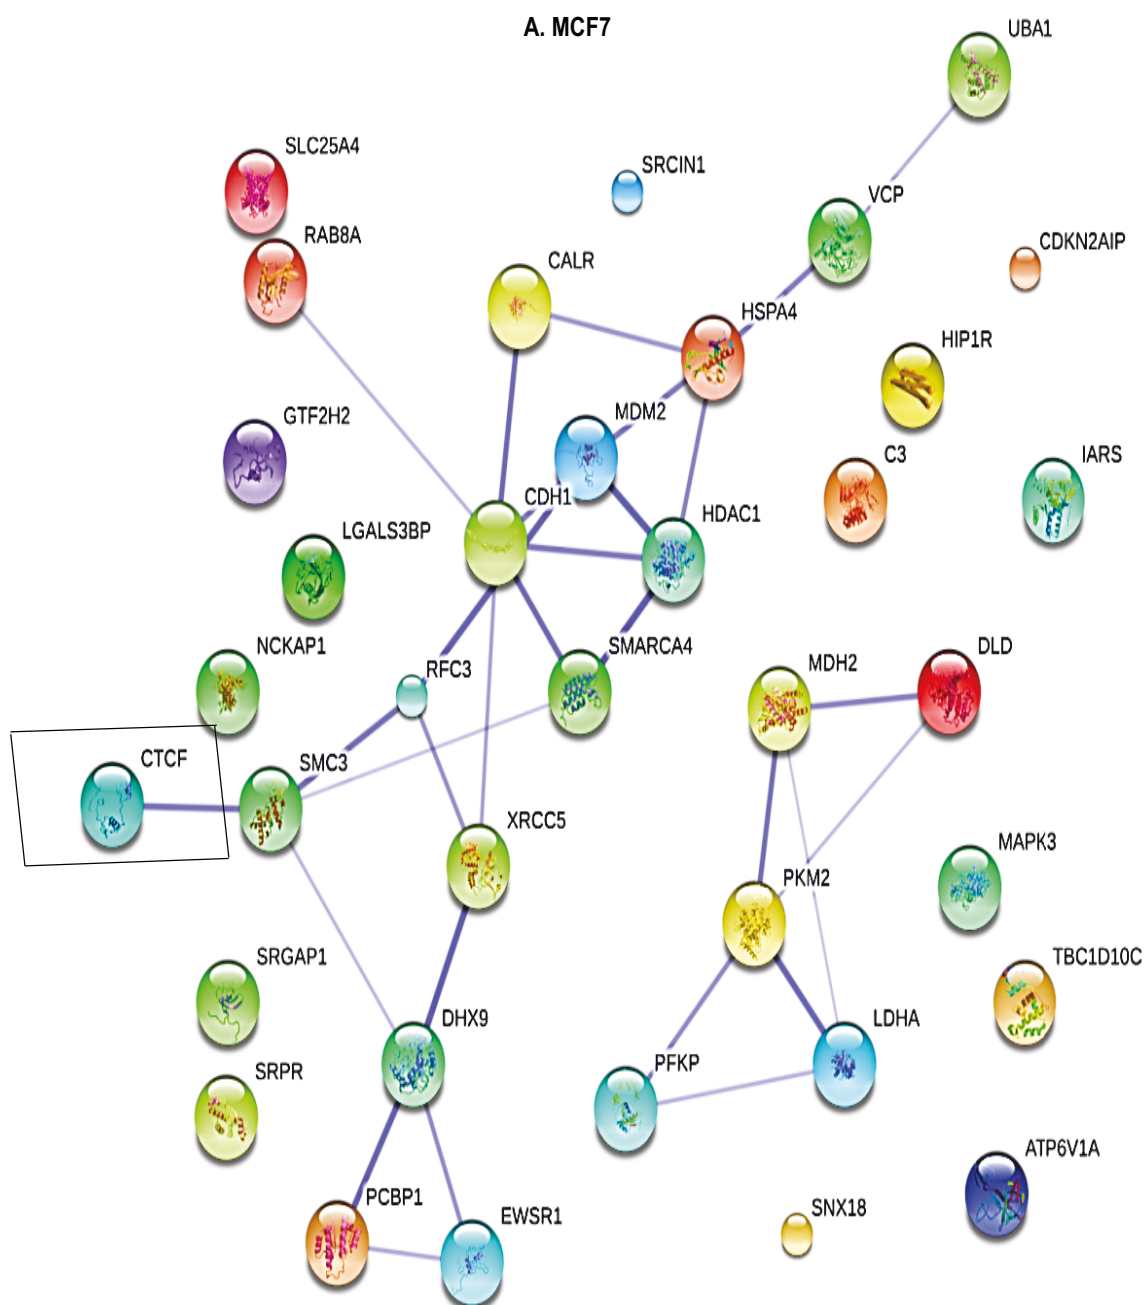 A. MCF7
UBA1
SLC25A4
SRCIN1
VCP
RAB8A
CDKN2AIP
CALR
HSPA4
HIP1R
GTF2H2
MDM2
C3
IARS
CDH1
HDAC1
LGALS3BP
NCKAP1
SMARCA4
RFC3
MDH2
DLD
CTCF
SMC3
XRCC5
MAPK3
PKM2
SRGAP1
TBC1D10C
DHX9
LDHA
PFKP
SRPR
ATP6V1A
PCBP1
EWSR1
SNX18